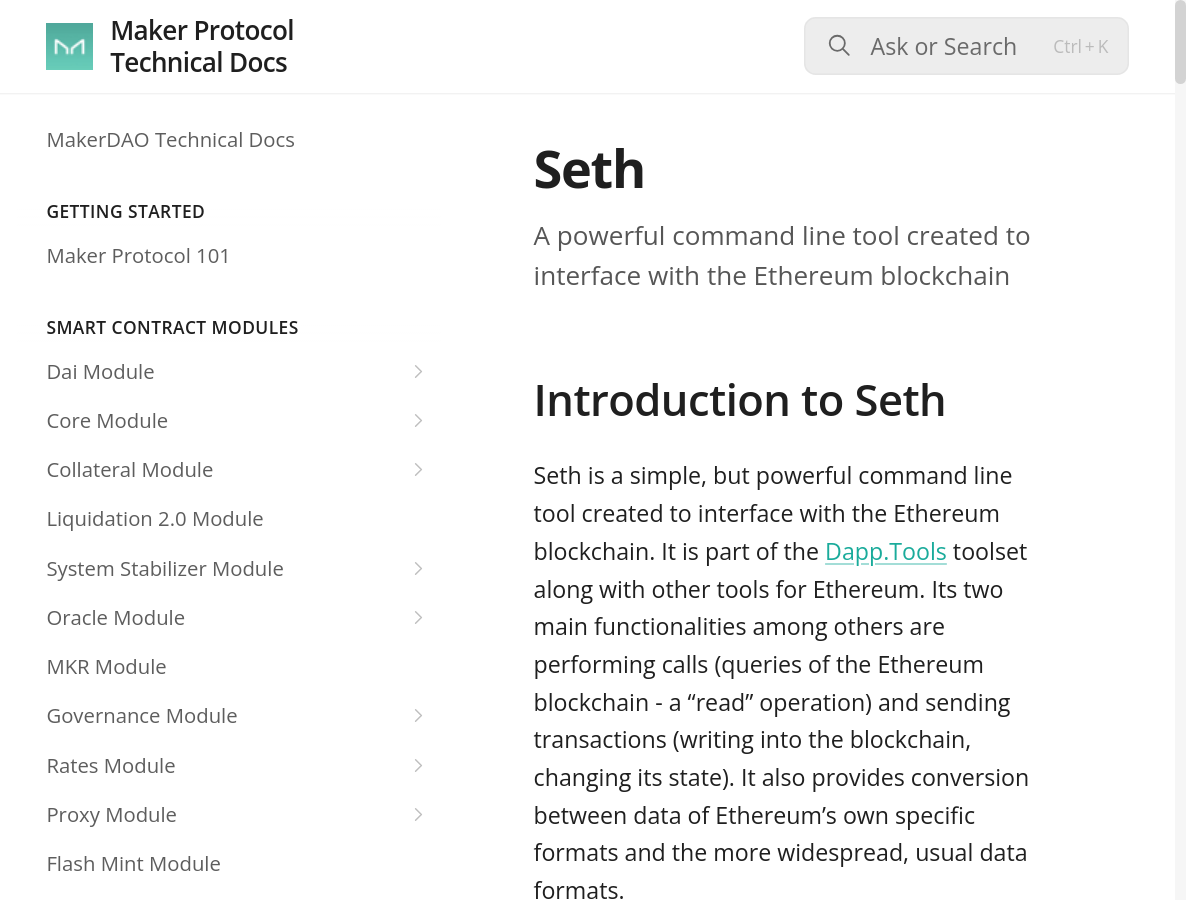 Maker Protocol
Technical Docs
Ask or Search
Ctrl + K
MakerDAO Technical Docs
GETTING STARTED
Maker Protocol 101
SMART CONTRACT MODULES
Dai Module
Core Module
Collateral Module
Liquidation 2.0 Module
System Stabilizer Module
Oracle Module
MKR Module
Governance Module
Rates Module
Proxy Module
Flash Mint Module
Seth
A powerful command line tool created to
interface with the Ethereum blockchain
Introduction to Seth
Seth is a simple, but powerful command line
tool created to interface with the Ethereum
blockchain. It is part of the Dapp.Tools toolset
along with other tools for Ethereum. Its two
main functionalities among others are
performing calls (queries of the Ethereum
blockchain - a “read” operation) and sending
transactions (writing into the blockchain,
changing its state). It also provides conversion
between data of Ethereum’s own specific
formats and the more widespread, usual data
formats.